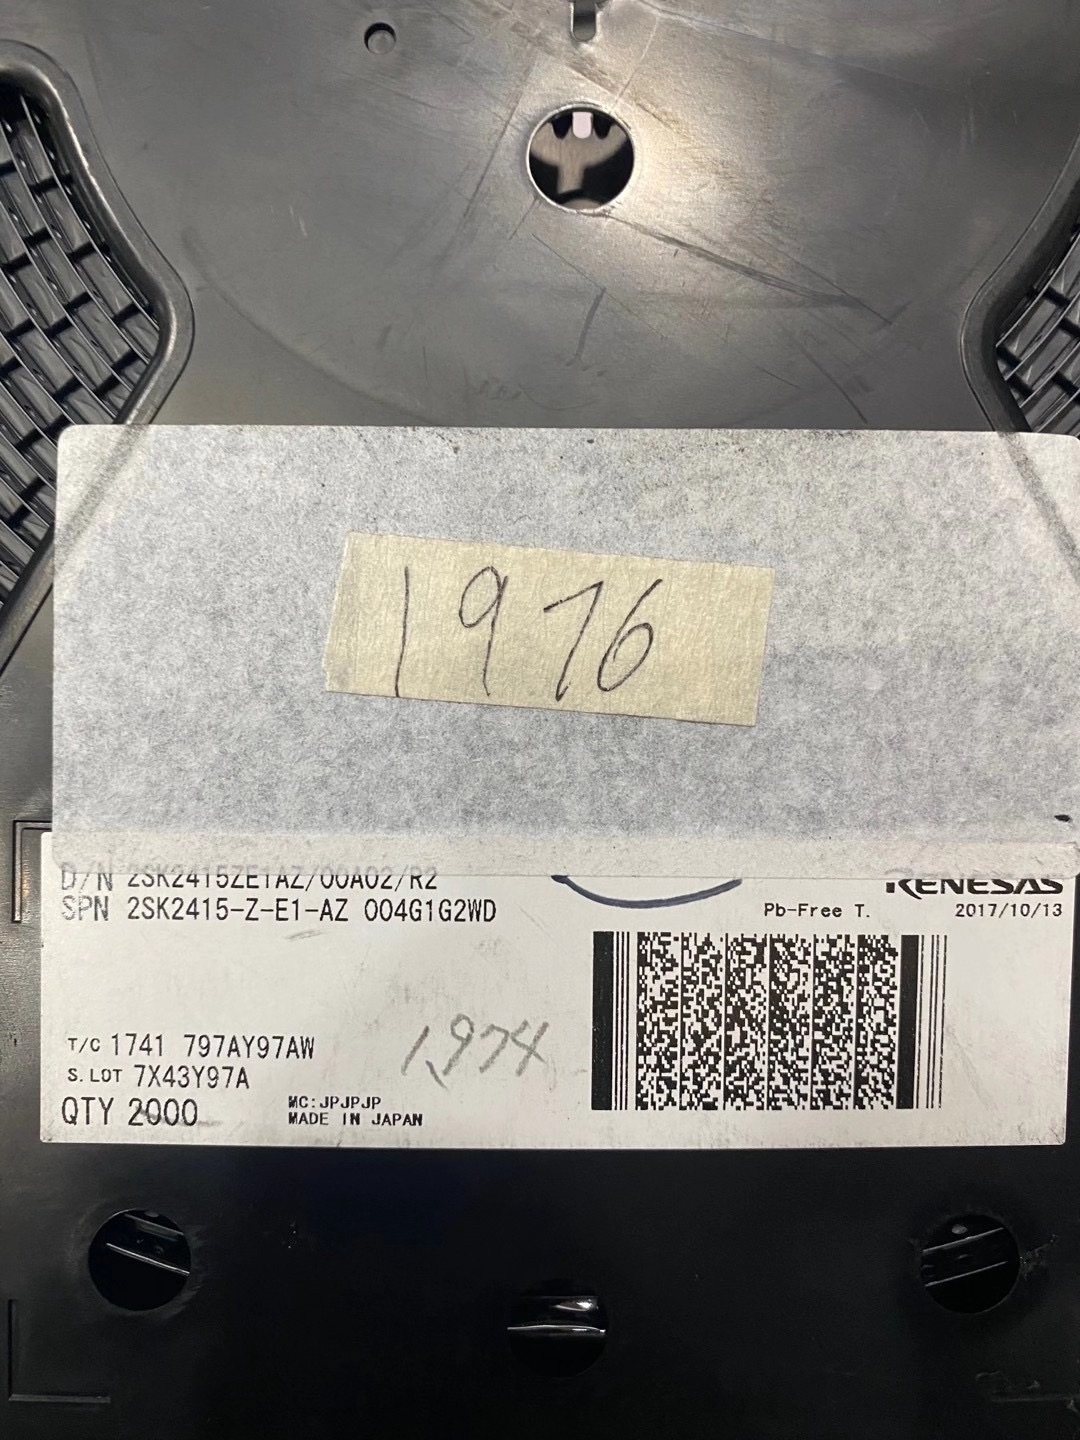 1976
D/N 2SK2415ZE1AZ/00A02/R2
SPN 2SK2415-Z-E1-AZ 004G1G2WD
RENESAS
Pb-Free T. 2017/10/13
T/C 1741 797AY97AW
S. LOT 7X43Y97A
QTY 2000
MC:JPJPJP
MADE IN JAPAN
1,974